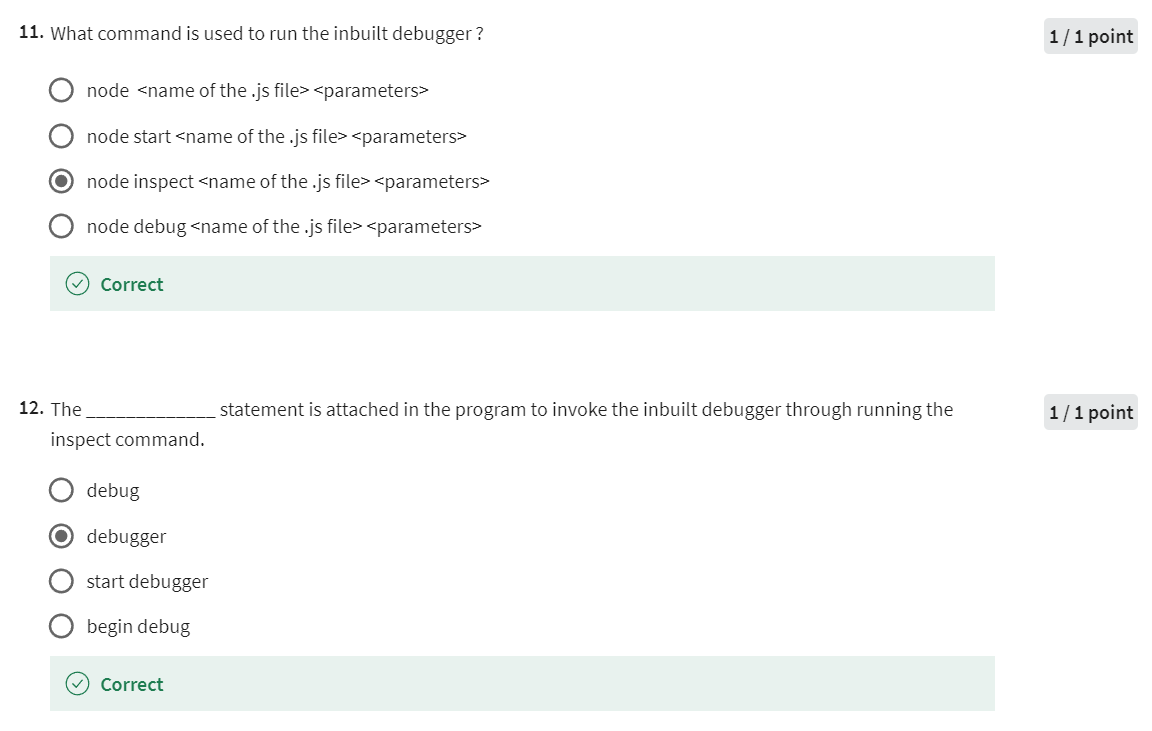 11. What command is used to run the inbuilt debugger ?
1 / 1 point
node <name of the .js file> <parameters>
node start <name of the .js file> <parameters>
node inspect <name of the .js file> <parameters>
node debug <name of the .js file> <parameters>
Correct
12. The _____________ statement is attached in the program to invoke the inbuilt debugger through running the
1 / 1 point
inspect command.
debug
debugger
start debugger
begin debug
Correct